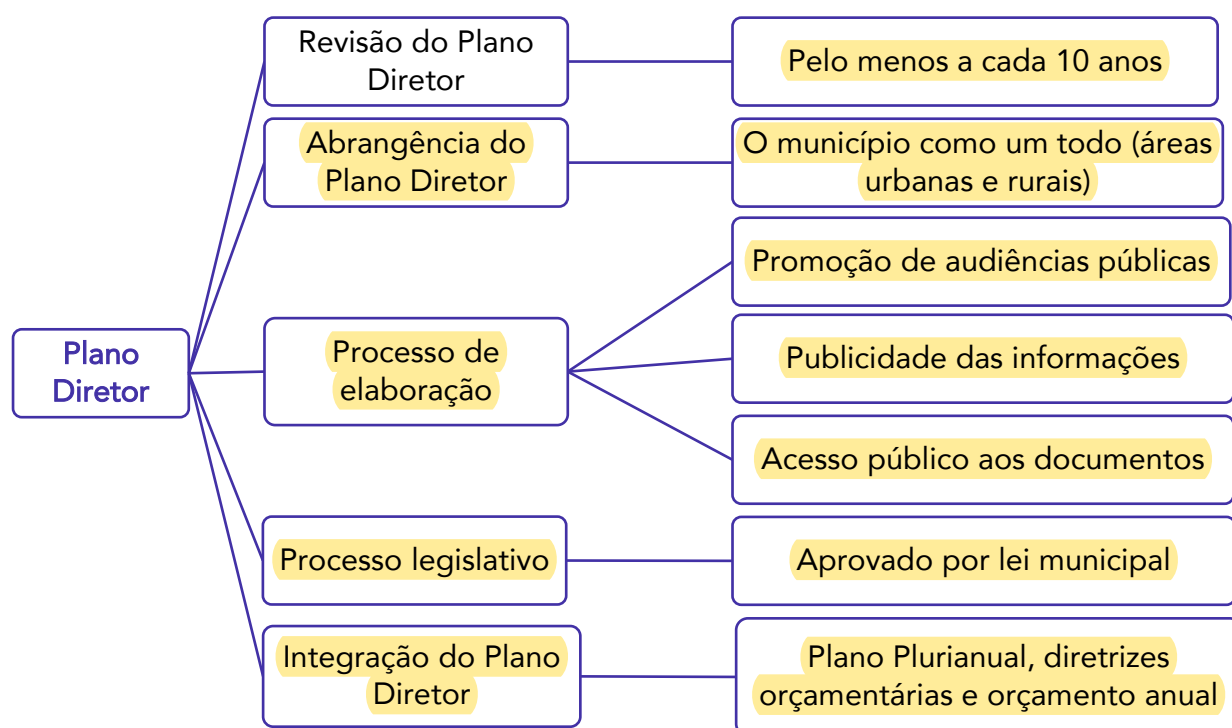 Plano
Diretor
Revisão do Plano
Diretor
Pelo menos a cada 10 anos
Abrangência do
Plano Diretor
O município como um todo (áreas
urbanas e rurais)
Processo de
elaboração
Promoção de audiências públicas
Publicidade das informações
Acesso público aos documentos
Processo legislativo
Aprovado por lei municipal
Integração do Plano
Diretor
Plano Plurianual, diretrizes
orçamentárias e orçamento anual